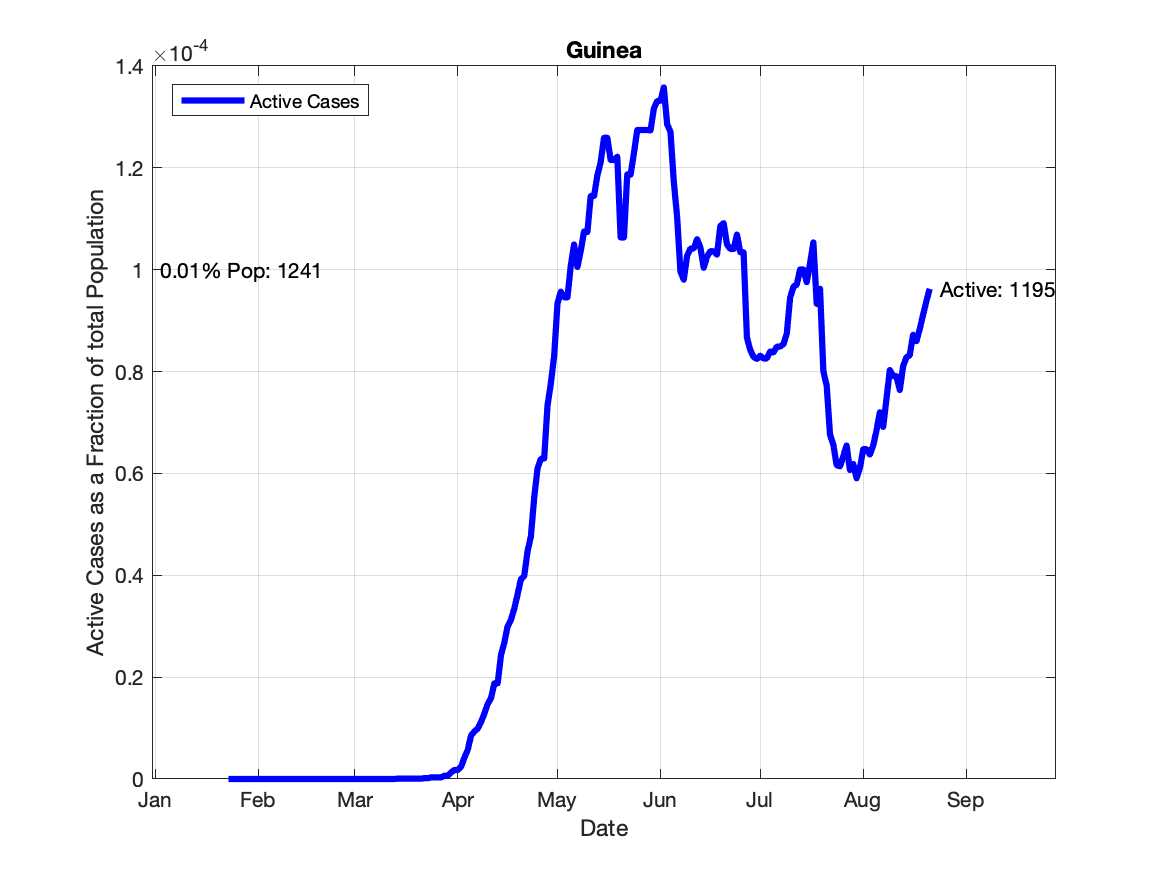 Guinea
×10-4
Active Cases
1.4
1.2
1
0.8
0.6
0.4
0.2
0
0.01% Pop: 1241
Active: 1195
Active Cases as a Fraction of total Population
Jan Feb Mar Apr May Jun Jul Aug Sep
Date